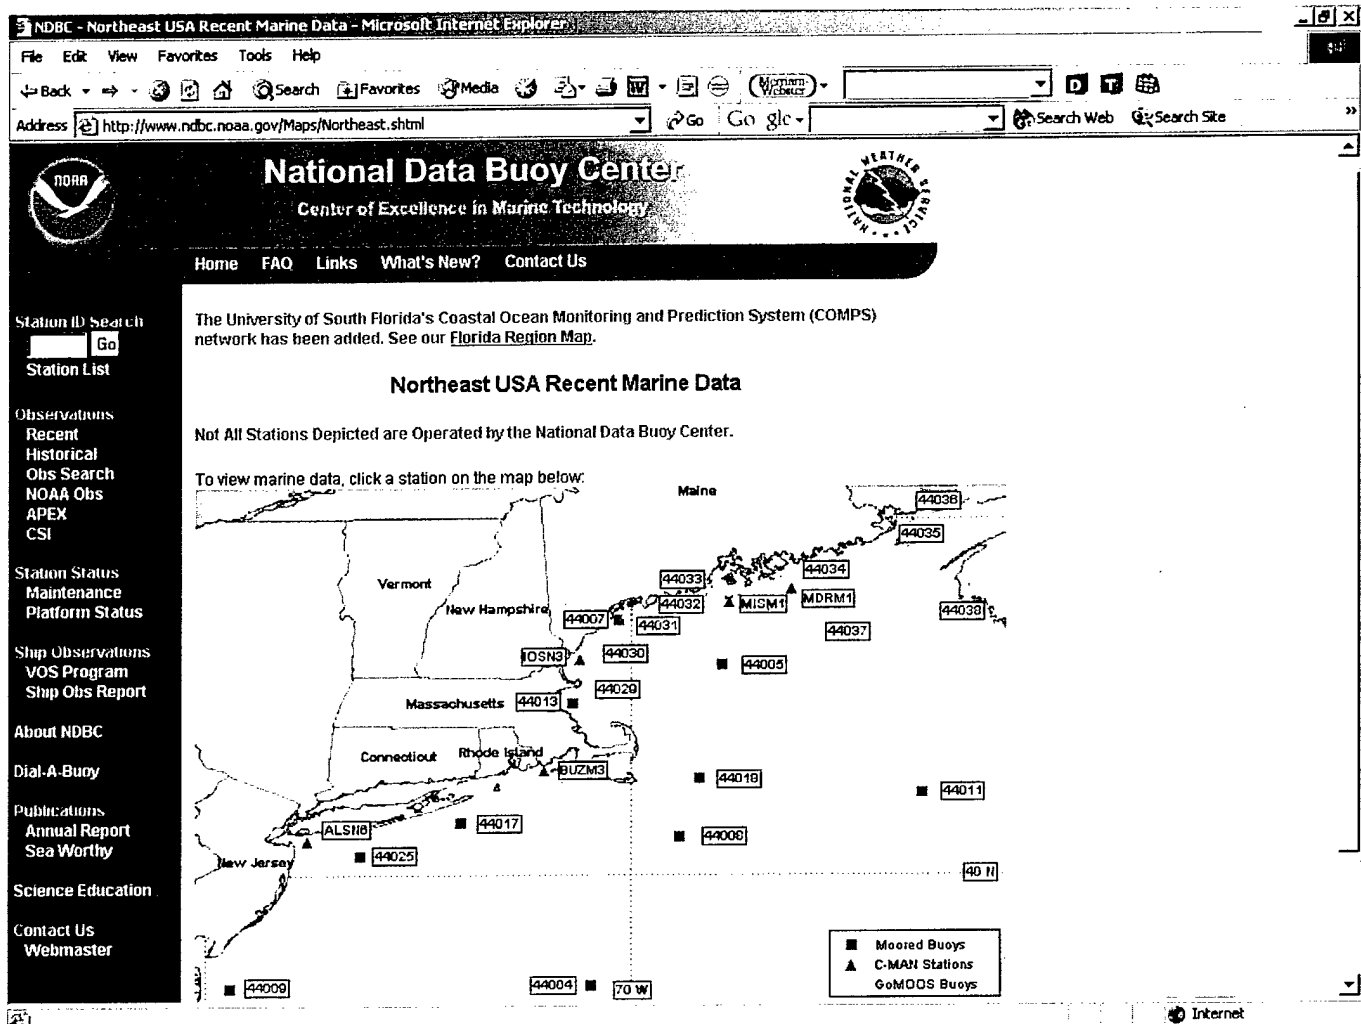 NDBC - Northeast USA Recent Marine Data - Microsoft Internet Explorer
File Edit View Favorites Tools Help
Back Search Favorites Media Merriam-Webster
Address http://www.ndbc.noaa.gov/Maps/Northeast.shtml Go Google Search Web Search Site
NOAA
National Data Buoy Center
Center of Excellence in Marine Technology
NATIONAL WEATHER SERVICE
Home FAQ Links What's New? Contact Us
Station ID Search
Go
Station List
Observations
Recent
Historical
Obs Search
NOAA Obs
APEX
CSI
Station Status
Maintenance
Platform Status
Ship Observations
VOS Program
Ship Obs Report
About NDBC
Dial-A-Buoy
Publications
Annual Report
Sea Worthy
Science Education
Contact Us
Webmaster
The University of South Florida's Coastal Ocean Monitoring and Prediction System (COMPS)
network has been added. See our Florida Region Map.
Northeast USA Recent Marine Data
Not All Stations Depicted are Operated by the National Data Buoy Center.
To view marine data, click a station on the map below:
Maine
44036
44035
Vermont
44033
44034
New Hampshire
44032
MISM1
MDRM1
44038
44007
44031
44037
IOSN3
44030
44005
44029
Massachusetts
44013
Connecticut
Rhode Island
BUZM3
44018
44011
ALSN6
44017
44008
New Jersey
44025
40 N
Moored Buoys
C-MAN Stations
GoMOOS Buoys
44009
44004
70 W
Internet